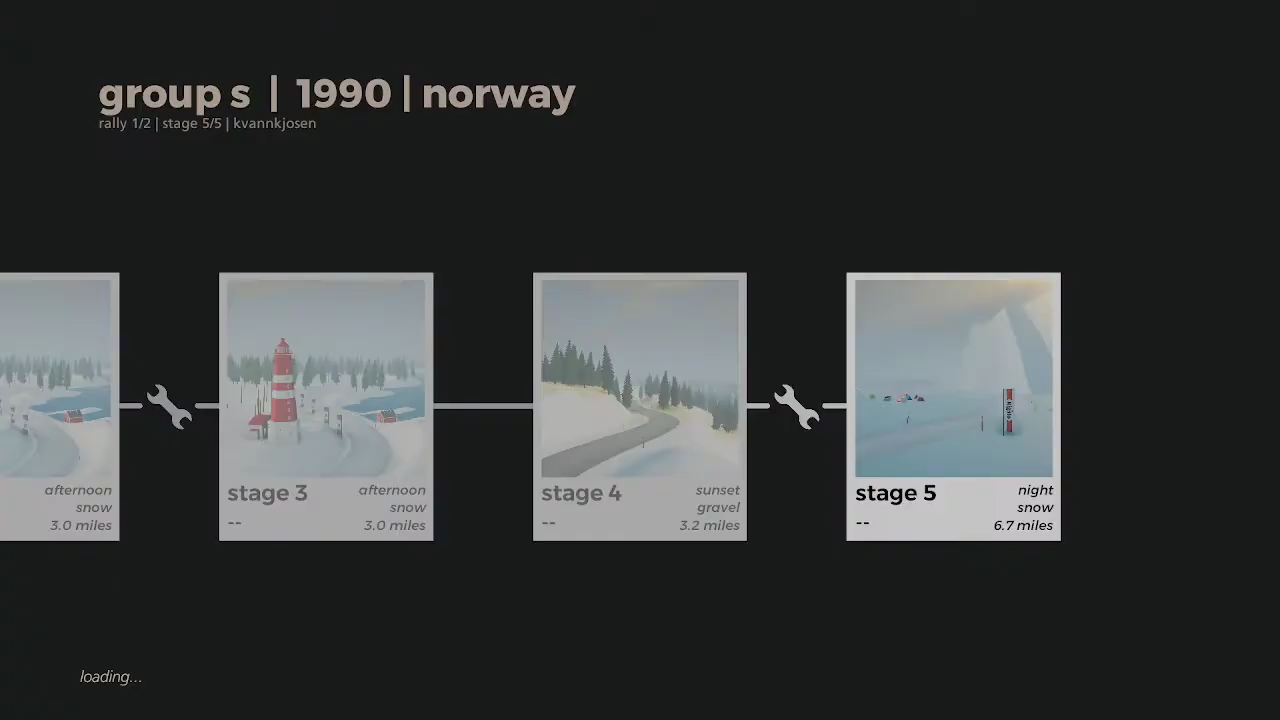 group s | 1990 | norway
rally 1/2 | stage 5/5 | kvannkjosen
afternoon
snow
3.0 miles
stage 3
--
afternoon
snow
3.0 miles
stage 4
--
sunset
gravel
3.2 miles
stage 5
--
night
snow
6.7 miles
loading...